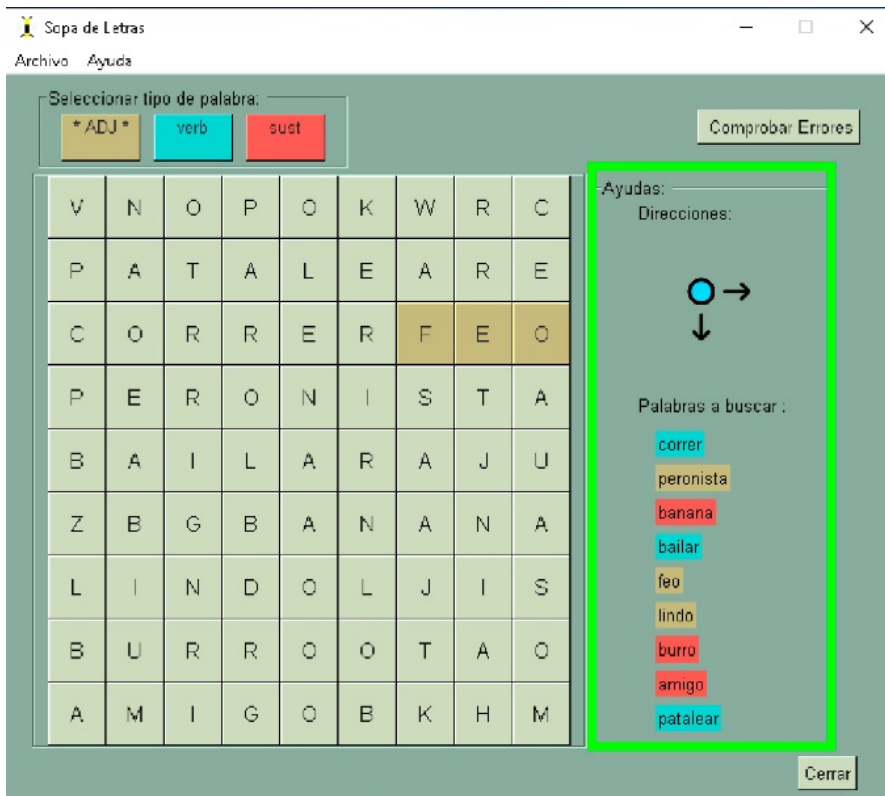 Sopa de Letras
Archivo Ayuda
Seleccionar tipo de palabra:
* ADJ * verb sust
Comprobar Errores
V N O P O K W R C
P A T A L E A R E
C O R R E R F E O
P E R O N I S T A
B A I L A R A J U
Z B G B A N A N A
L I N D O L J I S
B U R R O O T A O
A M I G O B K H M
Ayudas:
Direcciones:
Palabras a buscar :
correr
peronista
banana
bailar
feo
lindo
burro
amigo
patalear
Cerrar